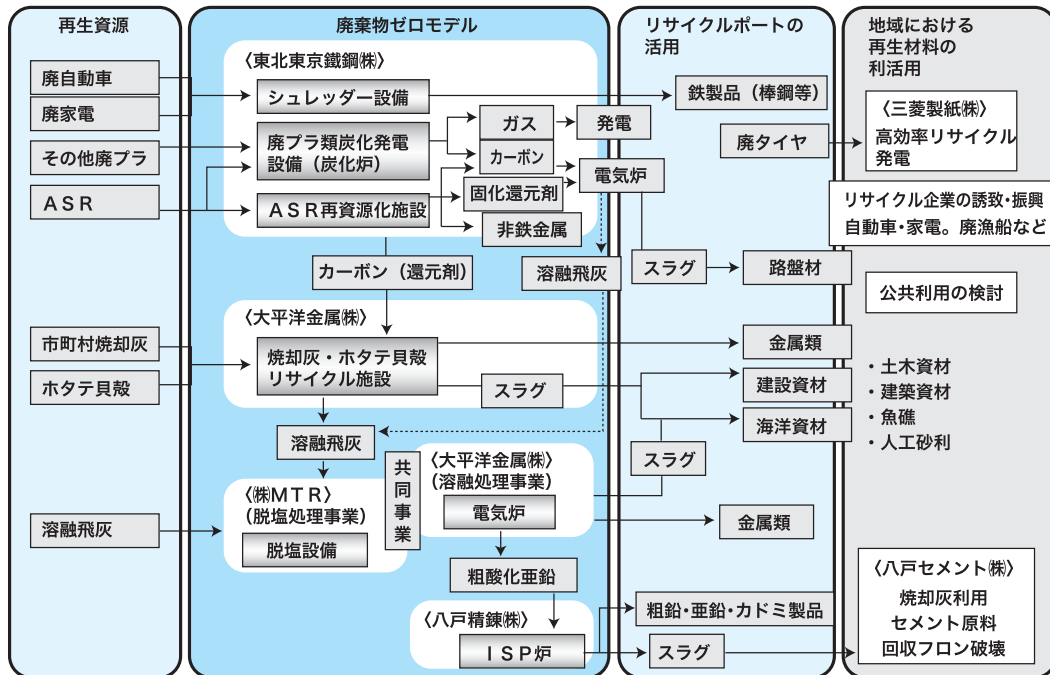 再生資源
廃自動車
廃家電
その他廃プラ
ASR
市町村焼却灰
ホタテ貝殻
溶融飛灰
廃棄物ゼロモデル
〈東北東京鐵鋼㈱〉
シュレッダー設備
廃プラ類炭化発電
設備（炭化炉）
ASR再資源化施設
ガス
発電
カーボン
固化還元剤
電気炉
非鉄金属
カーボン（還元剤）
溶融飛灰
〈大平洋金属㈱〉
焼却灰・ホタテ貝殻
リサイクル施設
スラグ
溶融飛灰
〈㈱MTR〉
（脱塩処理事業）
脱塩設備
共同事業
〈大平洋金属㈱〉
（溶融処理事業）
電気炉
粗酸化亜鉛
〈八戸精錬㈱〉
ISP炉
リサイクルポートの
活用
鉄製品（棒鋼等）
廃タイヤ
スラグ
路盤材
金属類
建設資材
海洋資材
スラグ
金属類
粗鉛・亜鉛・カドミ製品
スラグ
地域における
再生材料の
利活用
〈三菱製紙㈱〉
高効率リサイクル
発電
リサイクル企業の誘致・振興
自動車・家電。廃漁船など
公共利用の検討
・土木資材
・建築資材
・魚礁
・人工砂利
〈八戸セメント㈱〉
焼却灰利用
セメント原料
回収フロン破壊